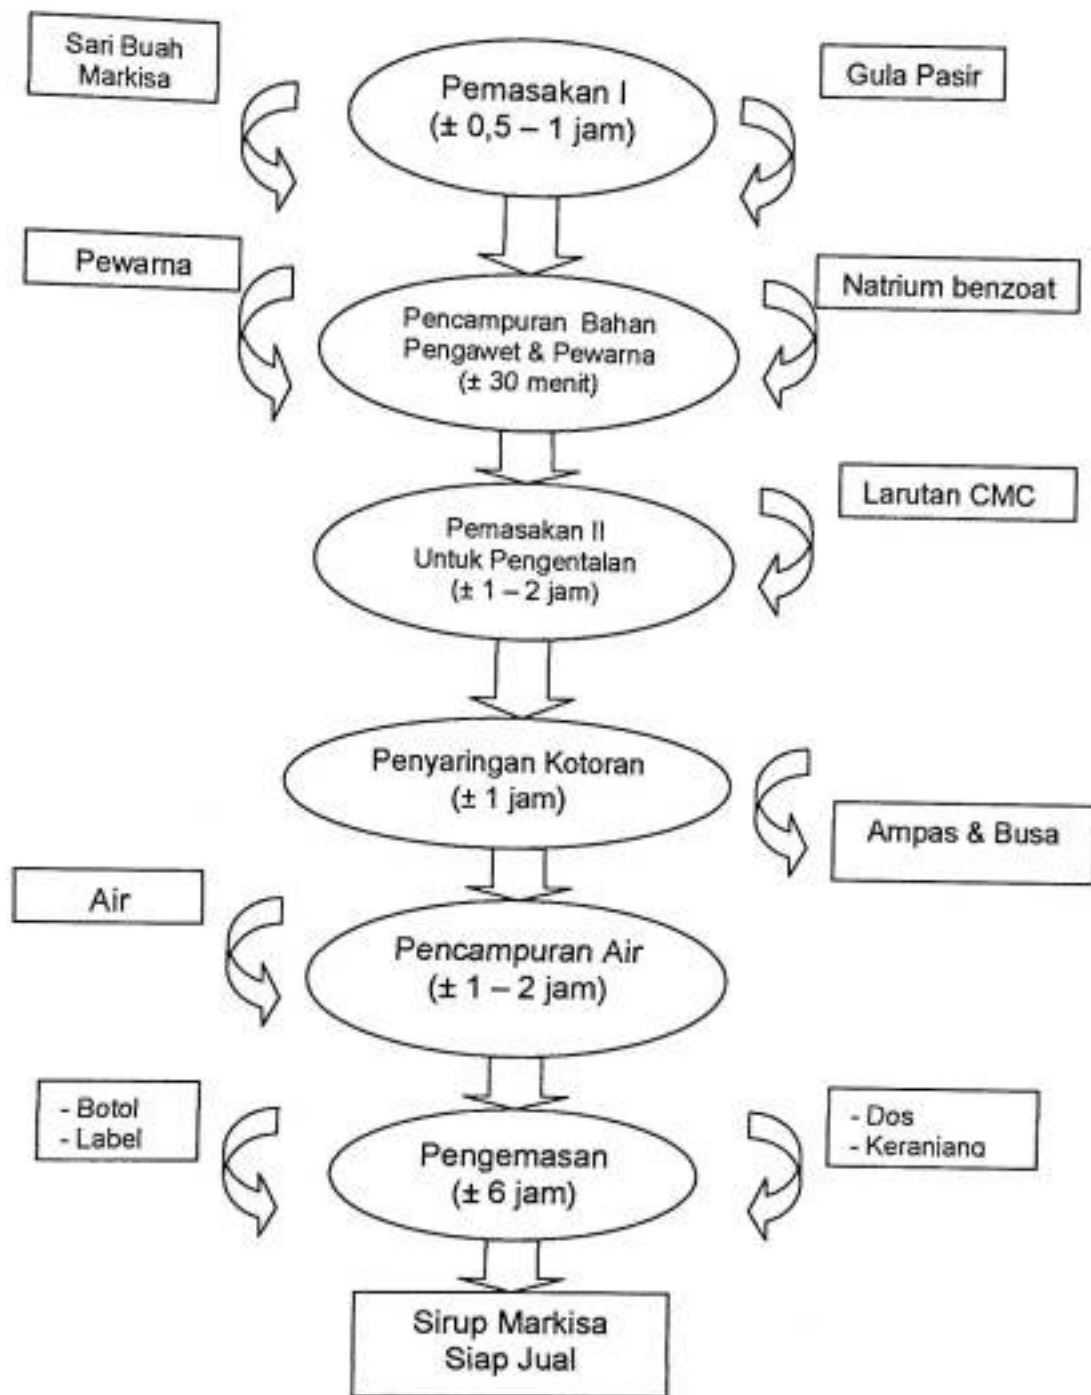 Sari Buah
Markisa
Pemasakan I
(± 0,5 – 1 jam)
Gula Pasir
Pewarna
Pencampuran Bahan
Pengawet & Pewarna
(± 30 menit)
Natrium benzoat
Pemasakan II
Untuk Pengentalan
(± 1 – 2 jam)
Larutan CMC
Penyaringan Kotoran
(± 1 jam)
Ampas & Busa
Air
Pencampuran Air
(± 1 – 2 jam)
- Botol
- Label
Pengemasan
(± 6 jam)
- Dos
- Keranjang
Sirup Markisa
Siap Jual